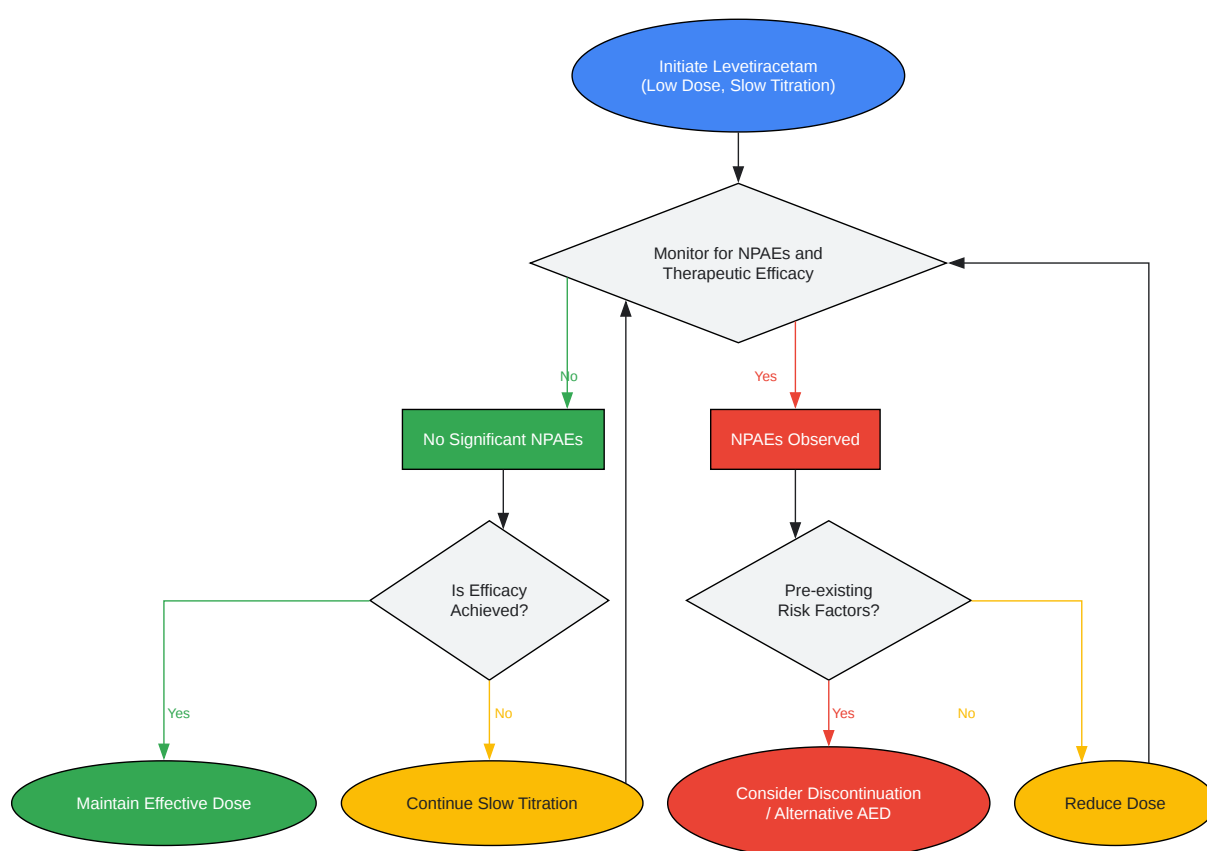 Initiate Levetiracetam
(Low Dose, Slow Titration)
Monitor for NPAEs and
Therapeutic Efficacy
No
Yes
No Significant NPAEs
NPAEs Observed
Is Efficacy
Achieved?
Pre-existing
Risk Factors?
Yes
No
Yes
No
Maintain Effective Dose
Continue Slow Titration
Consider Discontinuation
/ Alternative AED
Reduce Dose